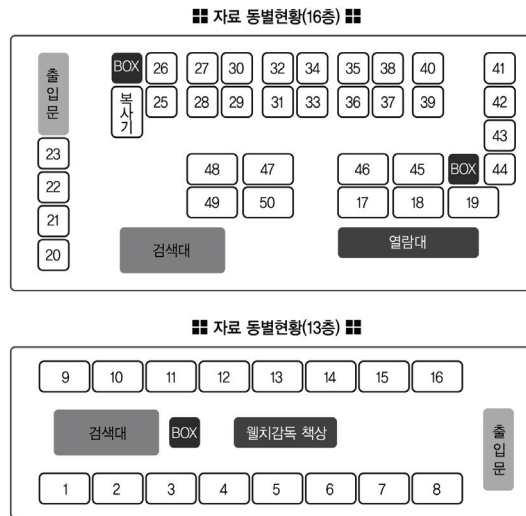 자료 동별현황(16층)
출입문
BOX 26 27 30 32 34 35 38 40 41
복사기 25 28 29 31 33 36 37 39 42
43
23 48 47 46 45 BOX 44
22
49 50 17 18 19
21
20
검색대 열람대
자료 동별현황(13층)
9 10 11 12 13 14 15 16
검색대 BOX 웰치감독 책상 출입문
1 2 3 4 5 6 7 8